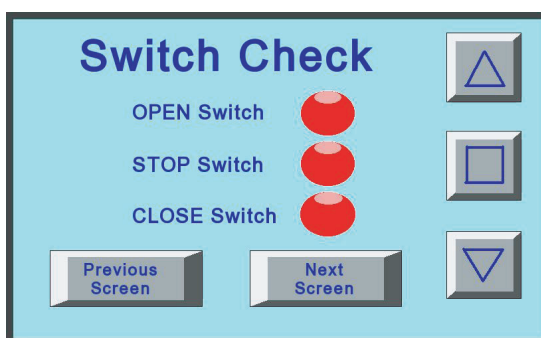 Switch Check
OPEN Switch
STOP Switch
CLOSE Switch
Previous
Screen
Next
Screen